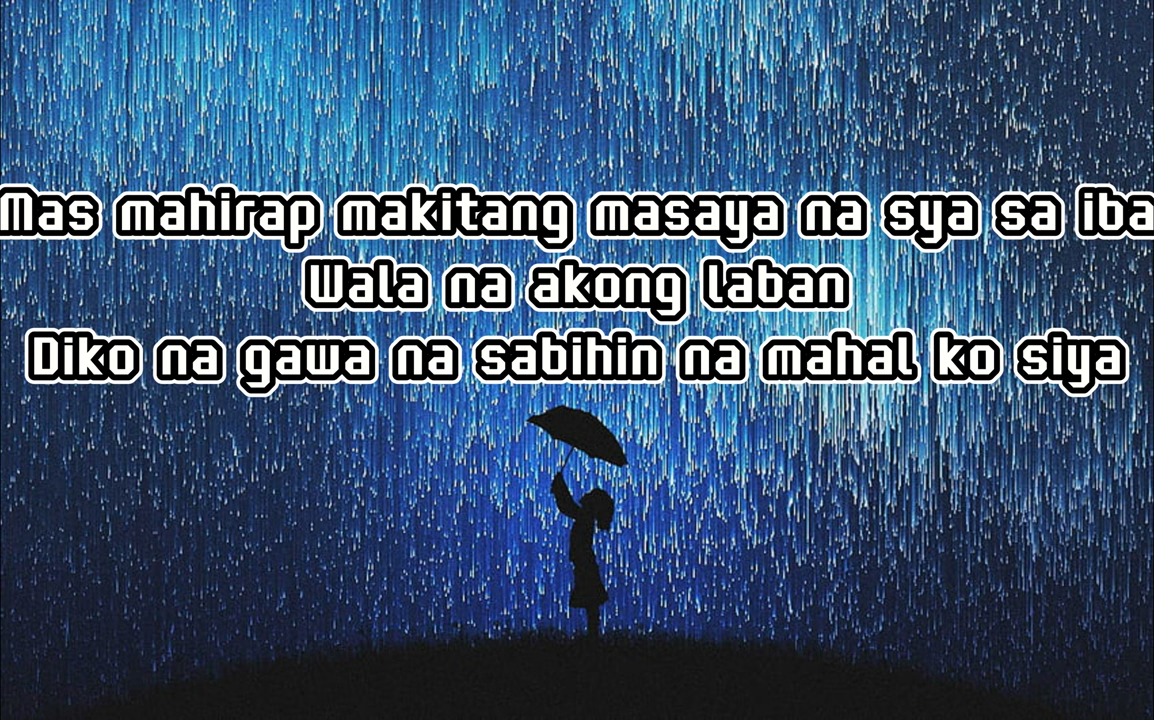 Mas mahirap makitang masaya na sya sa iba
Wala na akong laban
Diko na gawa na sabihin na mahal ko siya